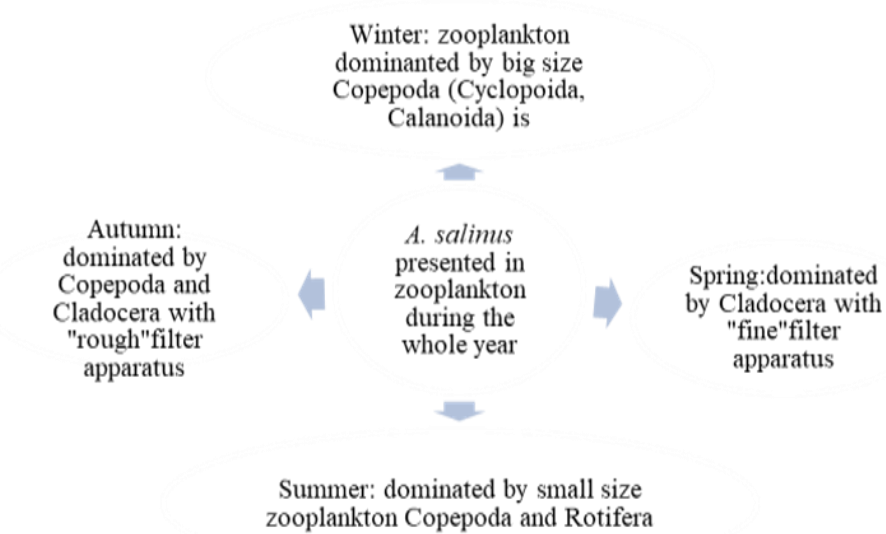 Winter: zooplankton
dominanted by big size
Copepoda (Cyclopoida,
Calanoida) is
Autumn:
dominated by
Copepoda and
Cladocera with
"rough"filter
apparatus
A. salinus
presented in
zooplankton
during the
whole year
Spring:dominated
by Cladocera with
"fine"filter
apparatus
Summer: dominated by small size
zooplankton Copepoda and Rotifera